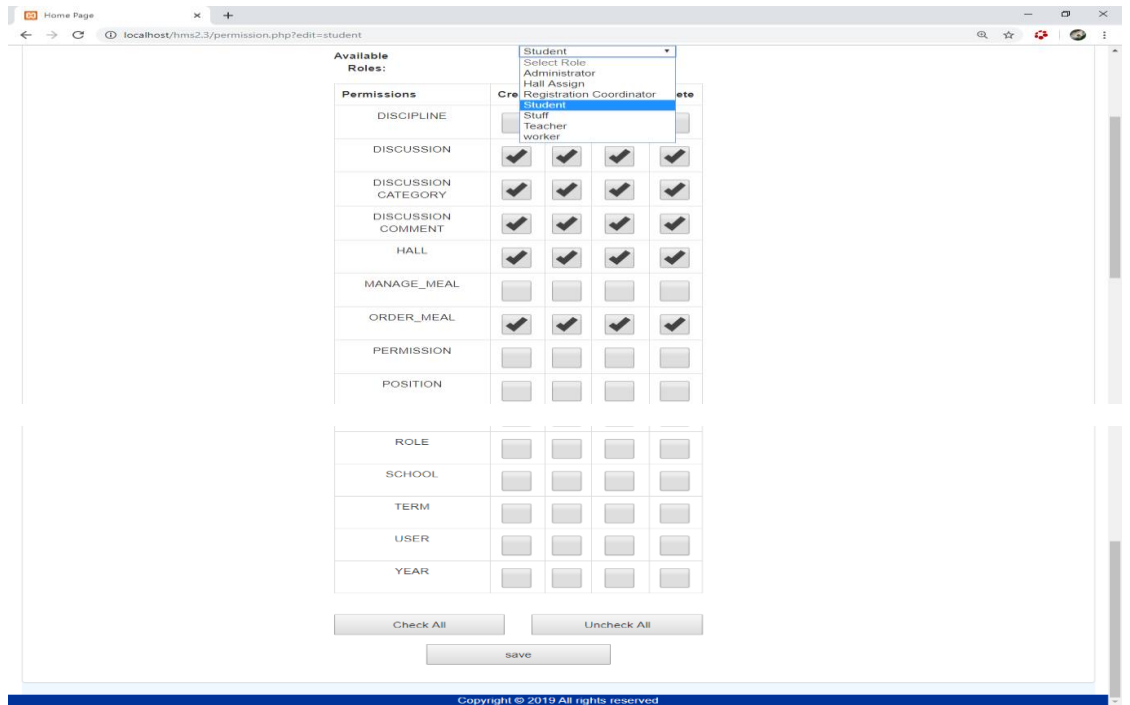 Home Page
localhost/hms2.3/permission.php?edit=student
Available Roles:
Student
Select Role
Administrator
Hall Assign
Registration Coordinator
Student
Stuff
Teacher
worker
Permissions Cre ete
DISCIPLINE
DISCUSSION
DISCUSSION
CATEGORY
DISCUSSION
COMMENT
HALL
MANAGE_MEAL
ORDER_MEAL
PERMISSION
POSITION
ROLE
SCHOOL
TERM
USER
YEAR
Check All Uncheck All
save
Copyright © 2019 All rights reserved